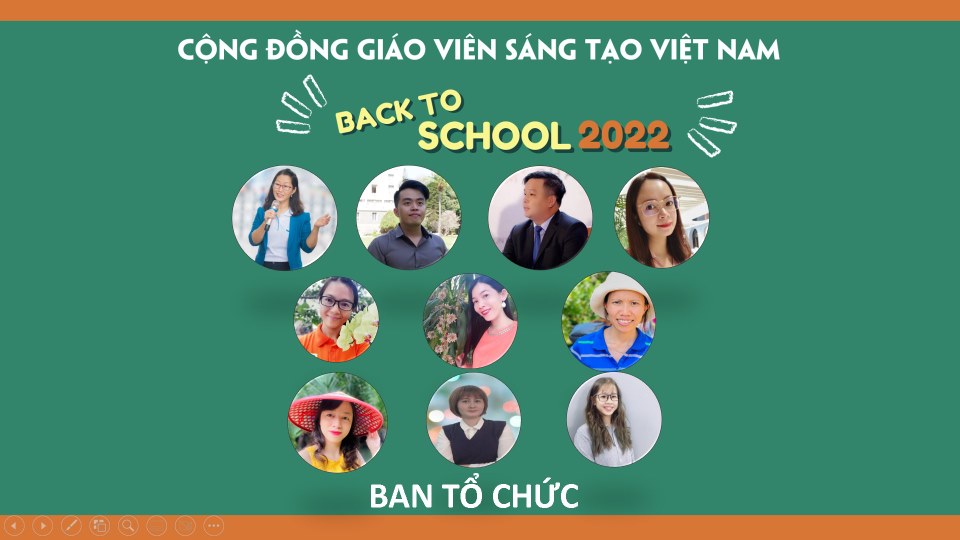 CỘNG ĐỒNG GIÁO VIÊN SÁNG TẠO VIỆT NAM
BACK TO
SCHOOL 2022
BAN TỔ CHỨC